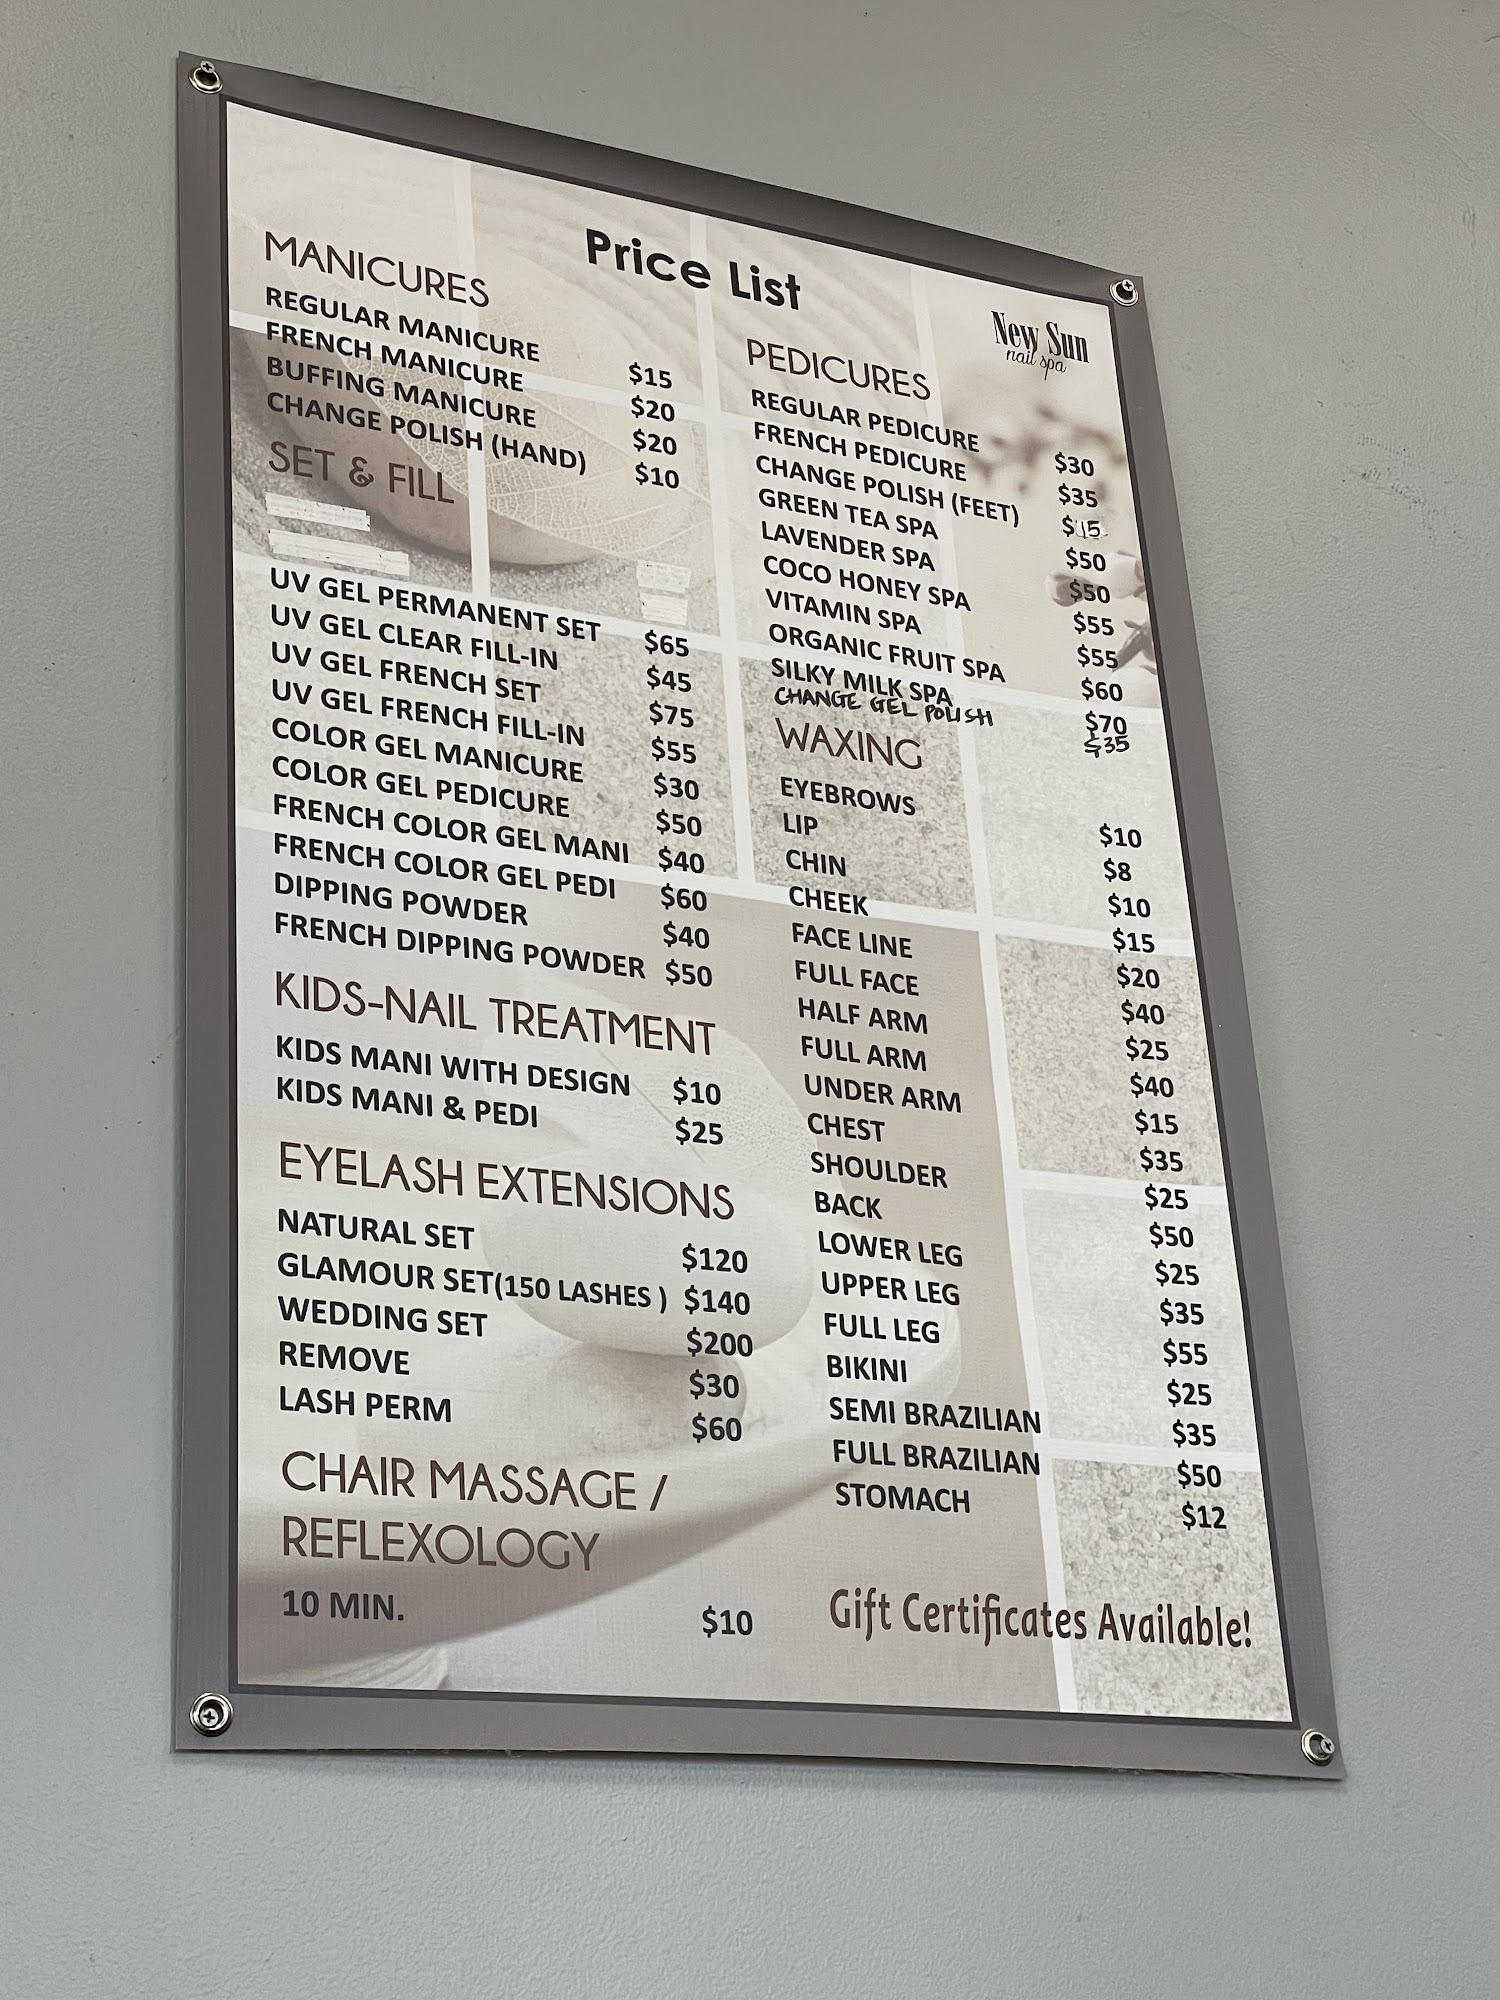 Price List
New Sun
nail spa
MANICURES
REGULAR MANICURE $15
FRENCH MANICURE $20
BUFFING MANICURE $20
CHANGE POLISH (HAND) $10
SET & FILL
UV GEL PERMANENT SET $65
UV GEL CLEAR FILL-IN $45
UV GEL FRENCH SET $75
UV GEL FRENCH FILL-IN $55
COLOR GEL MANICURE $30
COLOR GEL PEDICURE $50
FRENCH COLOR GEL MANI $40
FRENCH COLOR GEL PEDI $60
DIPPING POWDER $40
FRENCH DIPPING POWDER $50
KIDS-NAIL TREATMENT
KIDS MANI WITH DESIGN $10
KIDS MANI & PEDI $25
EYELASH EXTENSIONS
NATURAL SET $120
GLAMOUR SET(150 LASHES ) $140
WEDDING SET $200
REMOVE $30
LASH PERM $60
CHAIR MASSAGE /
REFLEXOLOGY
10 MIN. $10
PEDICURES
REGULAR PEDICURE $30
FRENCH PEDICURE $35
CHANGE POLISH (FEET) $15
GREEN TEA SPA $50
LAVENDER SPA $50
COCO HONEY SPA $55
VITAMIN SPA $55
ORGANIC FRUIT SPA $60
SILKY MILK SPA $70
CHANGE GEL POLISH $35
WAXING
EYEBROWS $10
LIP $8
CHIN $10
CHEEK $15
FACE LINE $20
FULL FACE $40
HALF ARM $25
FULL ARM $40
UNDER ARM $15
CHEST $35
SHOULDER $25
BACK $50
LOWER LEG $25
UPPER LEG $35
FULL LEG $55
BIKINI $25
SEMI BRAZILIAN $35
FULL BRAZILIAN $50
STOMACH $12
Gift Certificates Available!